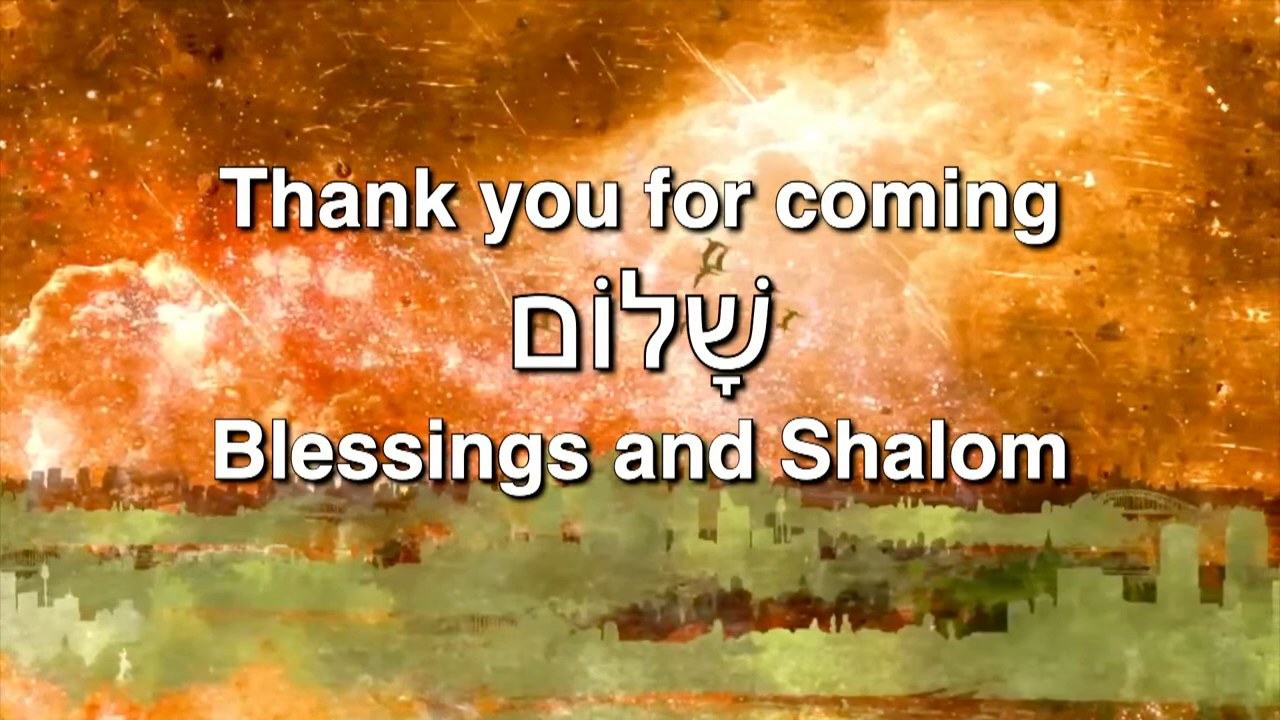 Thank you for coming
שָׁלוֹם
Blessings and Shalom